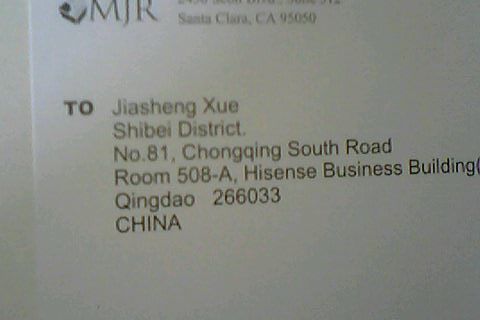 MJR
Santa Clara, CA 95050
TO Jiasheng Xue
Shibei District.
No.81, Chongqing South Road
Room 508-A, Hisense Business Building(
Qingdao 266033
CHINA